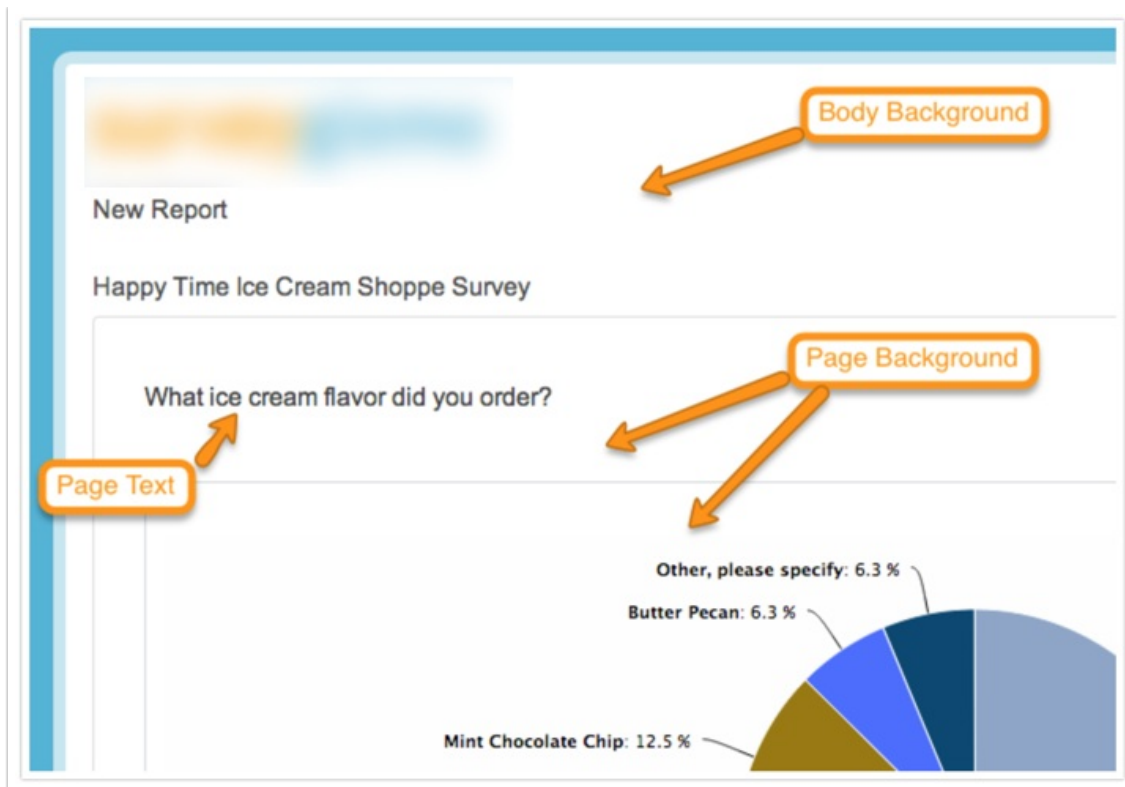 Body Background
New Report
Happy Time Ice Cream Shoppe Survey
Page Background
What ice cream flavor did you order?
Page Text
Other, please specify: 6.3 %
Butter Pecan: 6.3 %
Mint Chocolate Chip: 12.5 %